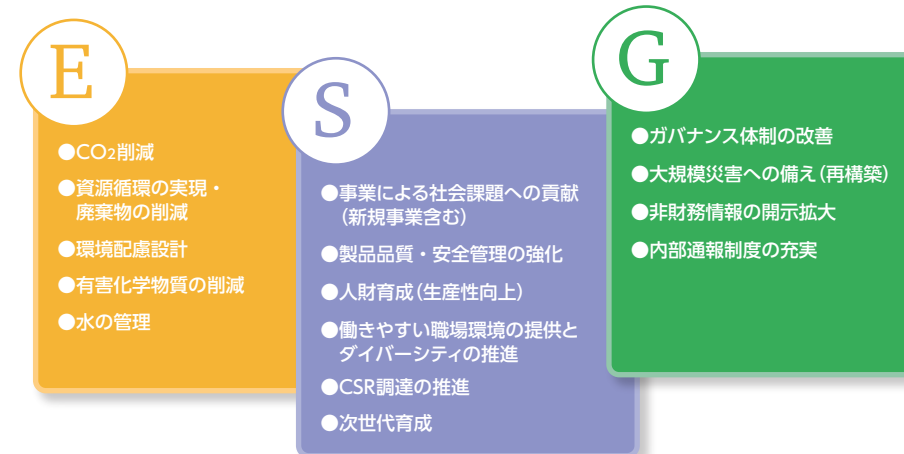 E
●CO2削減
●資源循環の実現・
廃棄物の削減
●環境配慮設計
●有害化学物質の削減
●水の管理
S
●事業による社会課題への貢献
(新規事業含む)
●製品品質・安全管理の強化
●人財育成(生産性向上)
●働きやすい職場環境の提供と
ダイバーシティの推進
●CSR調達の推進
●次世代育成
G
●ガバナンス体制の改善
●大規模災害への備え(再構築)
●非財務情報の開示拡大
●内部通報制度の充実